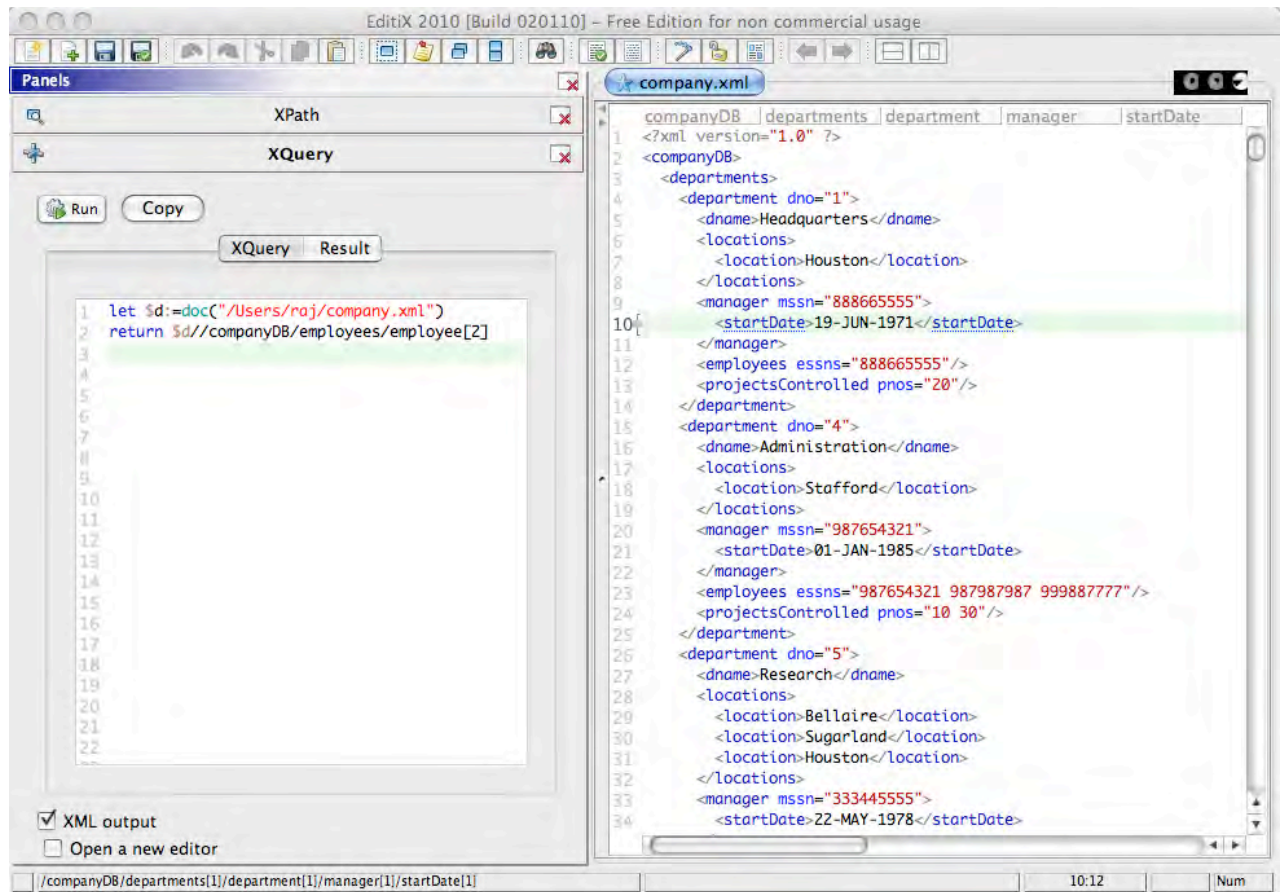 EditiX 2010 [Build 020110] – Free Edition for non commercial usage
Panels
XPath
XQuery
Run Copy
XQuery Result
1 let $d:=doc("/Users/raj/company.xml")
2 return $d//companyDB/employees/employee[2]
3
4
5
6
7
8
9
10
11
12
13
14
15
16
17
18
19
20
21
22
XML output
Open a new editor
company.xml
companyDB departments department manager startDate
1 <?xml version="1.0" ?>
2 <companyDB>
3 <departments>
4 <department dno="1">
5 <dname>Headquarters</dname>
6 <locations>
7 <location>Houston</location>
8 </locations>
9 <manager mssn="888665555">
10 <startDate>19-JUN-1971</startDate>
11 </manager>
12 <employees essns="888665555"/>
13 <projectsControlled pnos="20"/>
14 </department>
15 <department dno="4">
16 <dname>Administration</dname>
17 <locations>
18 <location>Stafford</location>
19 </locations>
20 <manager mssn="987654321">
21 <startDate>01-JAN-1985</startDate>
22 </manager>
23 <employees essns="987654321 987987987 999887777"/>
24 <projectsControlled pnos="10 30"/>
25 </department>
26 <department dno="5">
27 <dname>Research</dname>
28 <locations>
29 <location>Bellaire</location>
30 <location>Sugarland</location>
31 <location>Houston</location>
32 </locations>
33 <manager mssn="333445555">
34 <startDate>22-MAY-1978</startDate>
/companyDB/departments[1]/department[1]/manager[1]/startDate[1] 10:12 Num